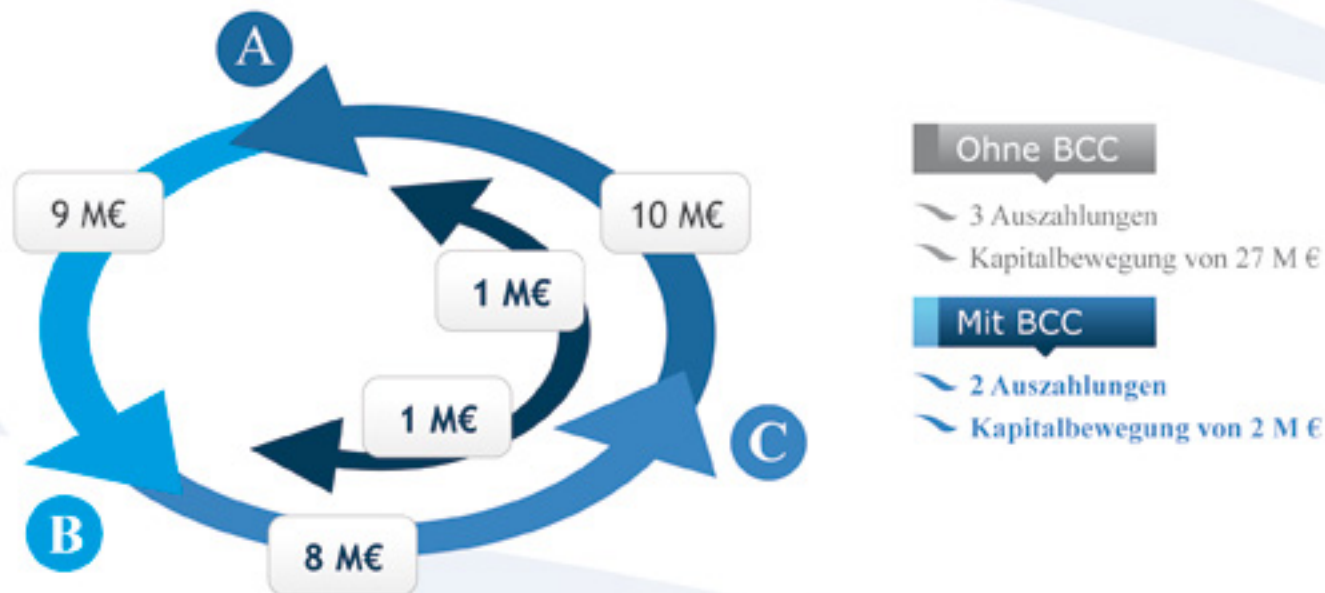 A
9 M€
10 M€
1 M€
1 M€
C
B
8 M€
Ohne BCC
3 Auszahlungen
Kapitalbewegung von 27 M €
Mit BCC
2 Auszahlungen
Kapitalbewegung von 2 M €